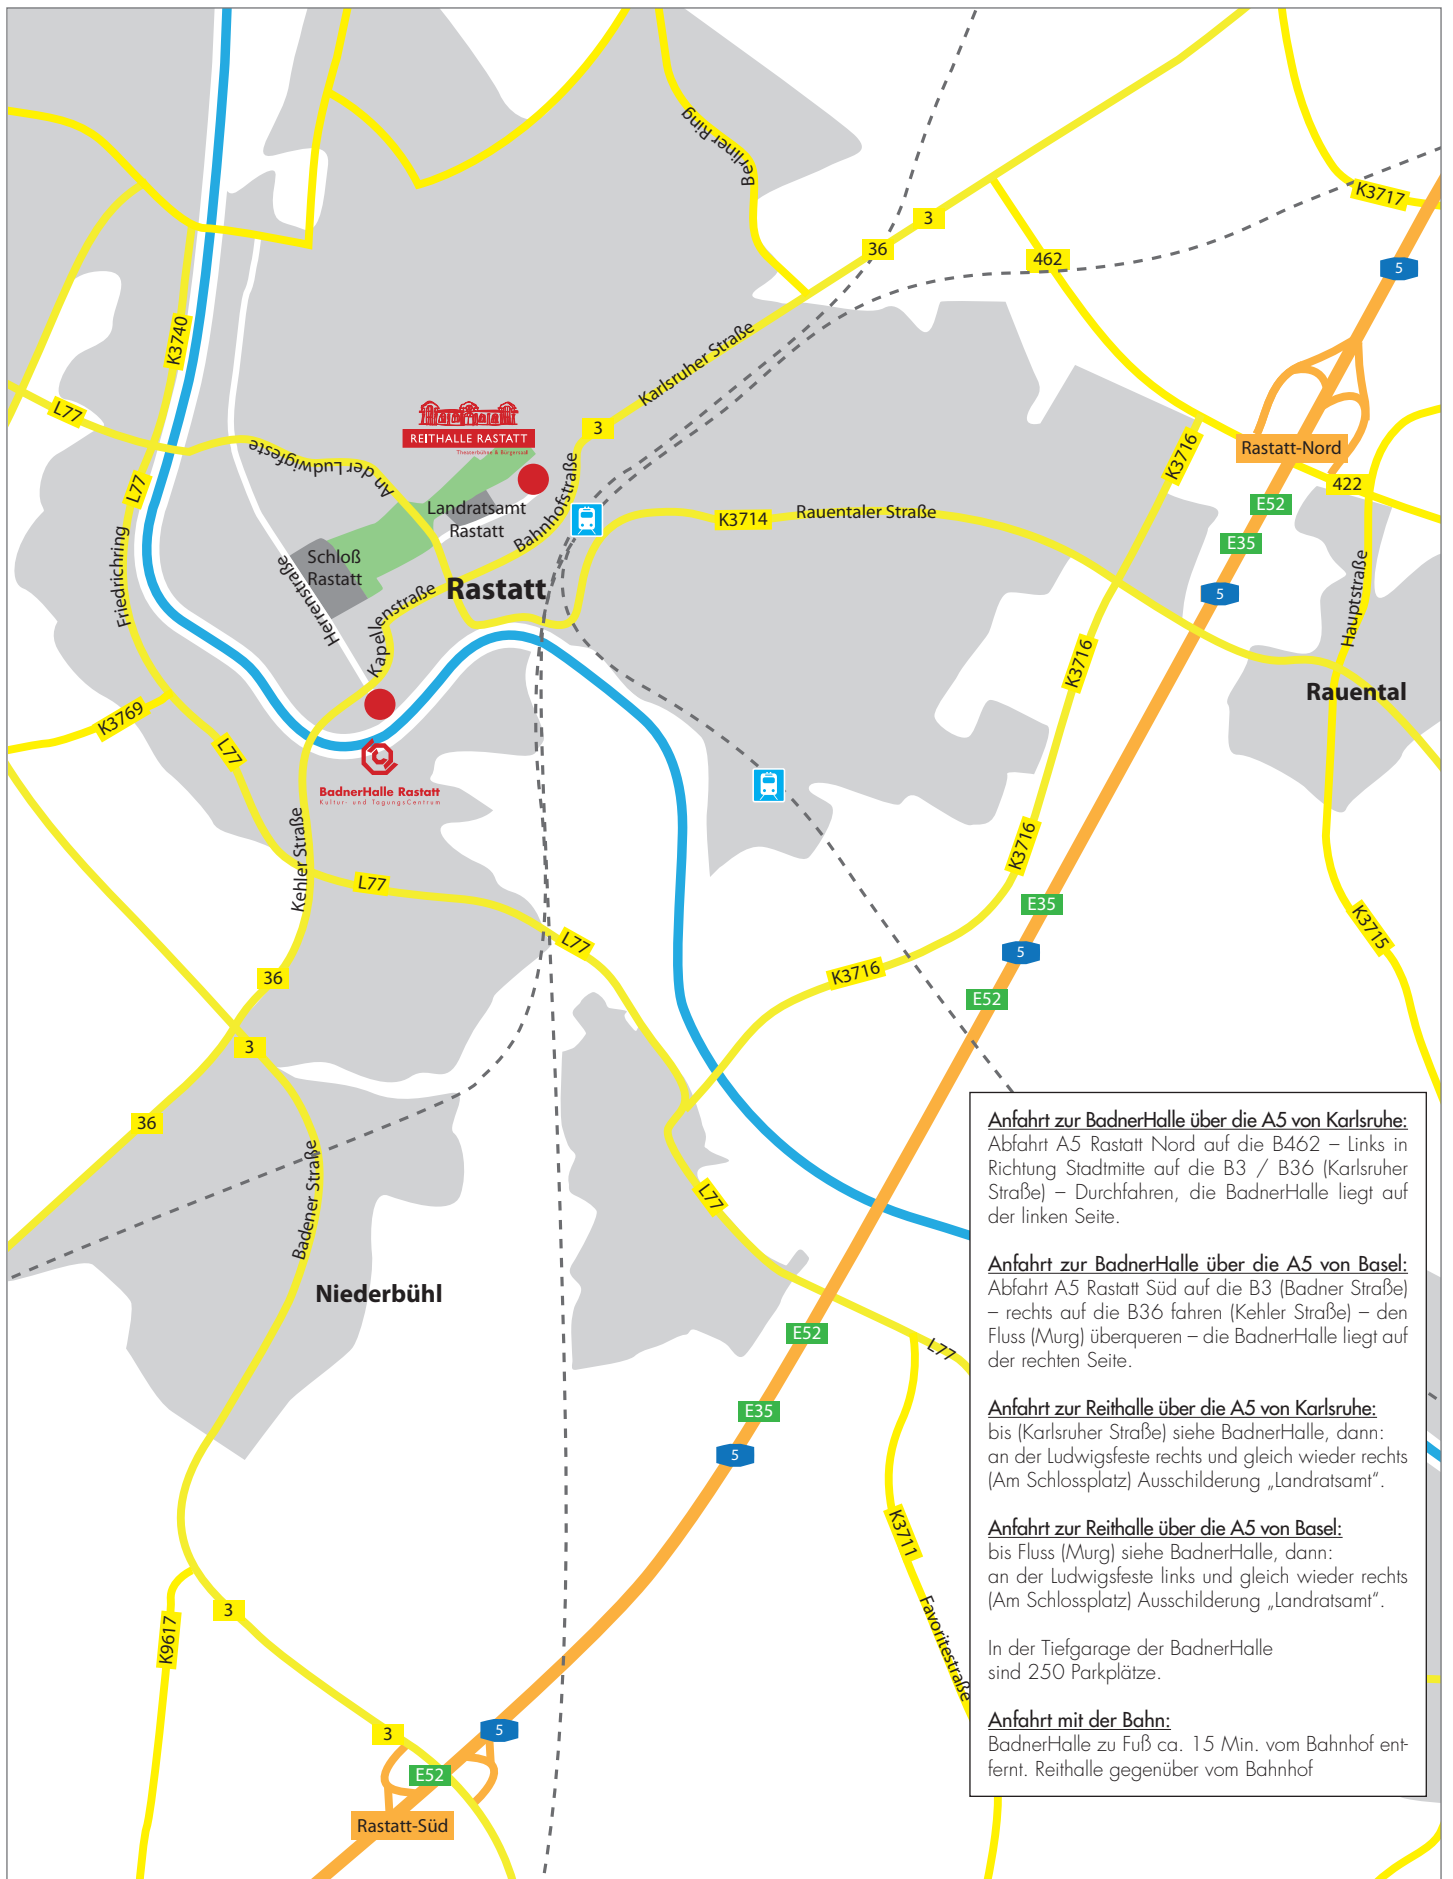 Berliner Ring
K3717
3
36
462
5
K3740
Karlsruher Straße
L77
REITHALLE RASTATT
Theaterbühne & Bürgersaal
3
K3716
Rastatt-Nord
An der Ludwigfeste
L77
422
Landratsamt
Rastatt
Bahnhofstraße
K3714
Rauentaler Straße
E52
E35
Schloß
Rastatt
Friedrichring
Herrenstraße
Kapellenstraße
Rastatt
5
Hauptstraße
K3716
Rauental
K3769
L77
BadnerHalle Rastatt
Kultur- und TagungsCentrum
Kehler Straße
K3716
L77
E35
K3715
L77
5
K3716
36
E52
3
36
Badener Straße
L77
Niederbühl
E52
L77
E35
5
K3711
Favoritestraße
3
K9617
3
5
E52
Rastatt-Süd
Anfahrt zur BadnerHalle über die A5 von Karlsruhe:
Abfahrt A5 Rastatt Nord auf die B462 – Links in
Richtung Stadtmitte auf die B3 / B36 (Karlsruher
Straße) – Durchfahren, die BadnerHalle liegt auf
der linken Seite.
Anfahrt zur BadnerHalle über die A5 von Basel:
Abfahrt A5 Rastatt Süd auf die B3 (Badner Straße)
– rechts auf die B36 fahren (Kehler Straße) – den
Fluss (Murg) überqueren – die BadnerHalle liegt auf
der rechten Seite.
Anfahrt zur Reithalle über die A5 von Karlsruhe:
bis (Karlsruher Straße) siehe BadnerHalle, dann:
an der Ludwigsfeste rechts und gleich wieder rechts
(Am Schlossplatz) Ausschilderung „Landratsamt“.
Anfahrt zur Reithalle über die A5 von Basel:
bis Fluss (Murg) siehe BadnerHalle, dann:
an der Ludwigsfeste links und gleich wieder rechts
(Am Schlossplatz) Ausschilderung „Landratsamt“.
In der Tiefgarage der BadnerHalle
sind 250 Parkplätze.
Anfahrt mit der Bahn:
BadnerHalle zu Fuß ca. 15 Min. vom Bahnhof ent-
fernt. Reithalle gegenüber vom Bahnhof